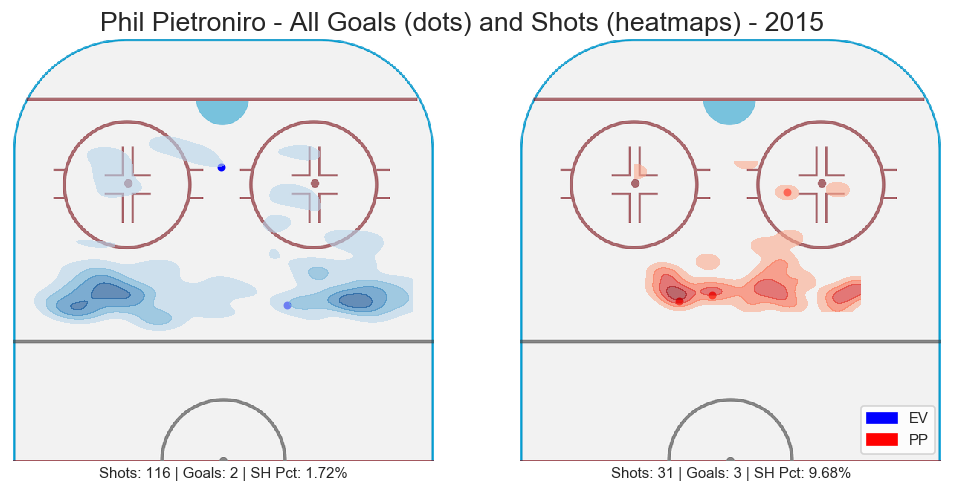 Phil Pietroniro - All Goals (dots) and Shots (heatmaps) - 2015
EV
PP
Shots: 116 | Goals: 2 | SH Pct: 1.72%
Shots: 31 | Goals: 3 | SH Pct: 9.68%